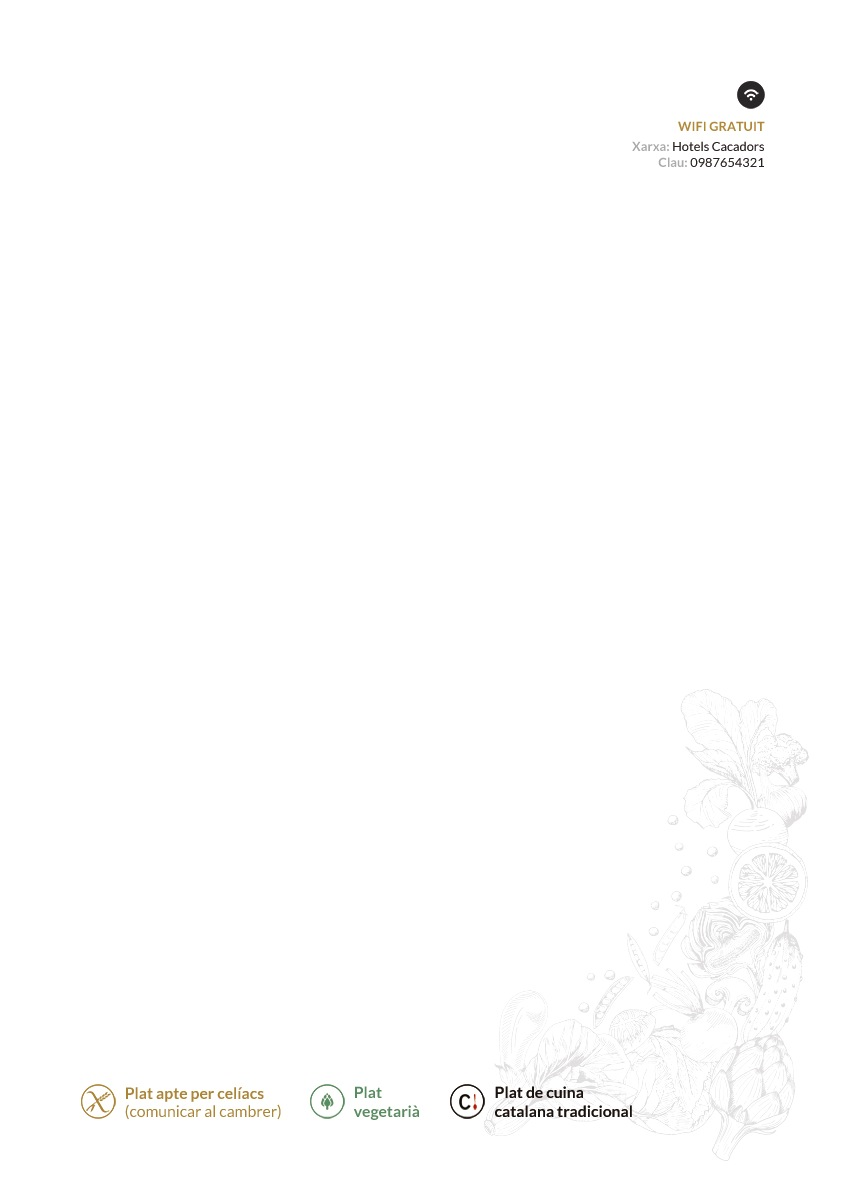 WIFI GRATUIT
Xarxa: Hotels Cacadors
Clau: 0987654321
Plat apte per celíacs
(comunicar al cambrer)
Plat
vegetarià
C!
Plat de cuina
catalana tradicional